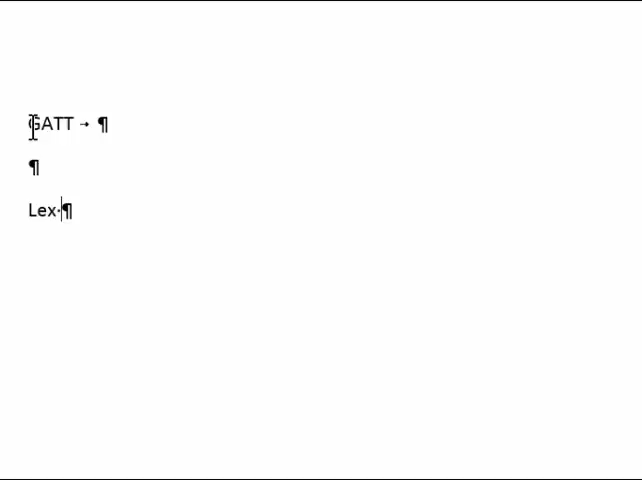 GATT → ¶
¶
Lex·¶